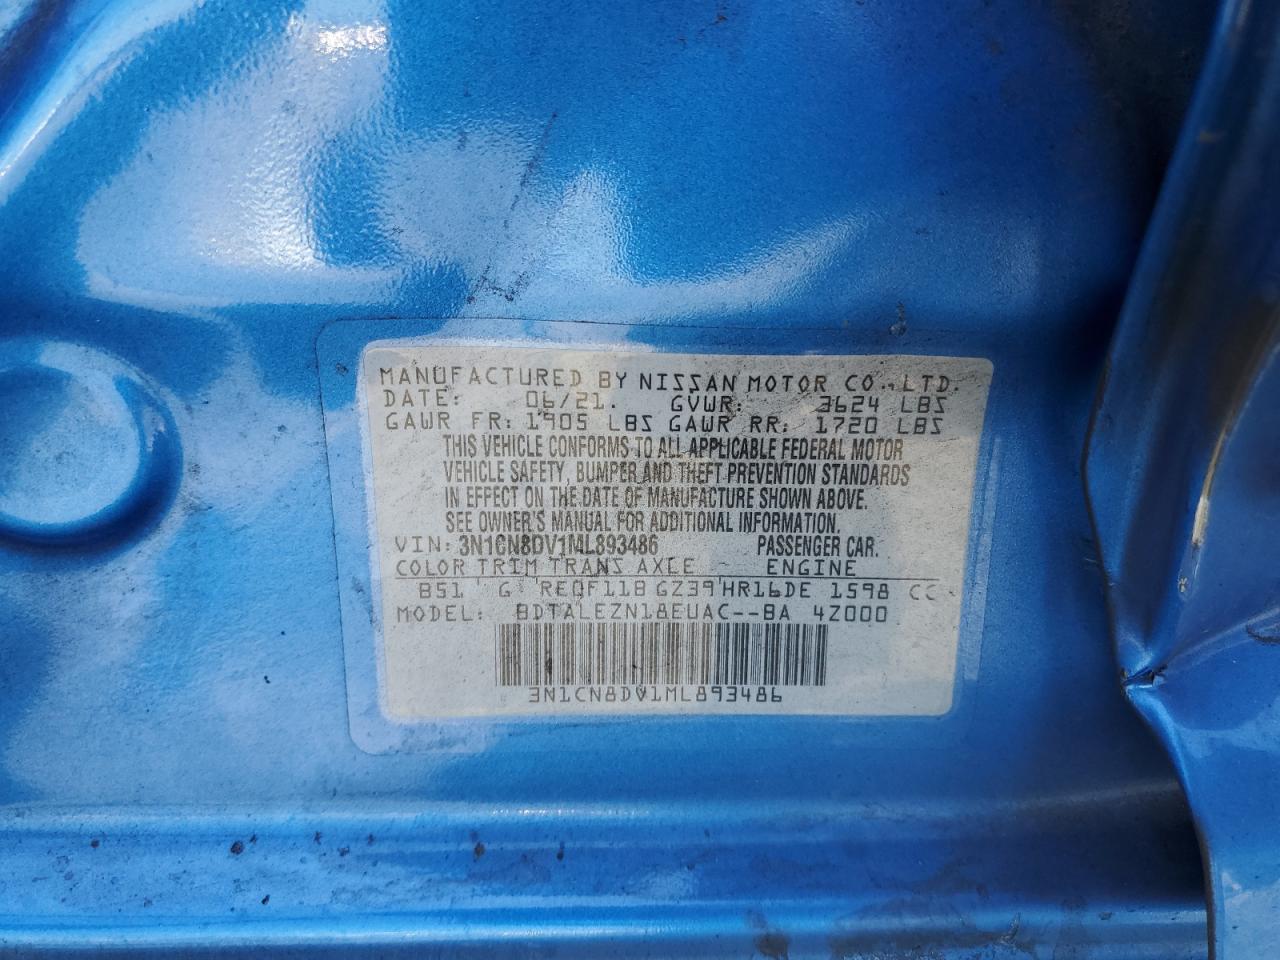 MANUFACTURED BY NISSAN MOTOR CO., LTD.
DATE: 06/21. GVWR: 3624 LBS
GAWR FR: 1905 LBS GAWR RR: 1720 LBS
THIS VEHICLE CONFORMS TO ALL APPLICABLE FEDERAL MOTOR
VEHICLE SAFETY, BUMPER AND THEFT PREVENTION STANDARDS
IN EFFECT ON THE DATE OF MANUFACTURE SHOWN ABOVE.
SEE OWNER'S MANUAL FOR ADDITIONAL INFORMATION.
VIN: 3N1CN8DV1ML893486 PASSENGER CAR.
COLOR TRIM TRANS AXLE ENGINE
B51 G RE0F11B GZ39 HR16DE 1598 CC
MODEL: BDTALEZN18EUAC--BA 4Z000
3N1CN8DV1ML893486